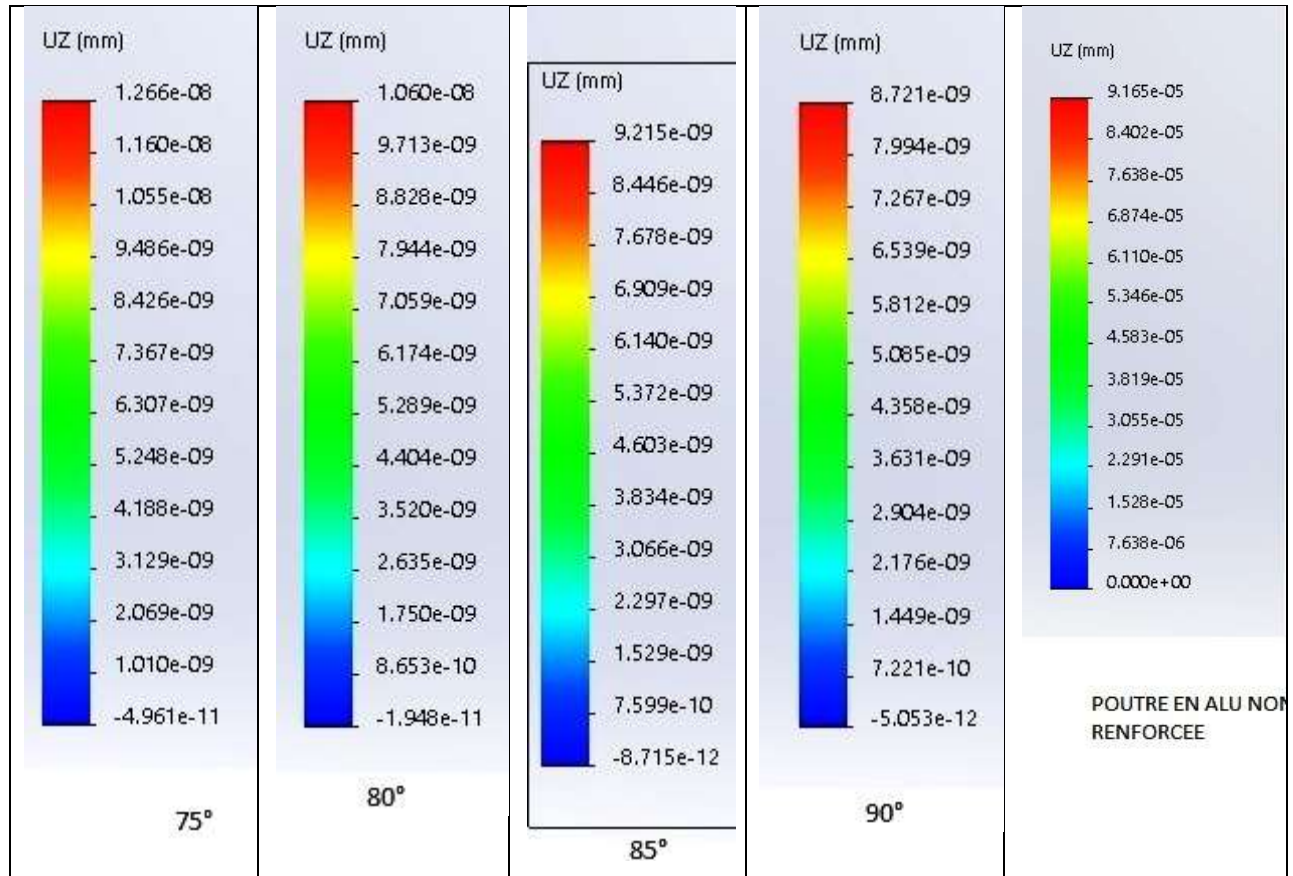 UZ (mm)
1.266e-08
1.160e-08
1.055e-08
9.486e-09
8.426e-09
7.367e-09
6.307e-09
5.248e-09
4.188e-09
3.129e-09
2.069e-09
1.010e-09
-4.961e-11
75°
UZ (mm)
1.060e-08
9.713e-09
8.828e-09
7.944e-09
7.059e-09
6.174e-09
5.289e-09
4.404e-09
3.520e-09
2.635e-09
1.750e-09
8.653e-10
-1.948e-11
80°
UZ (mm)
9.215e-09
8.446e-09
7.678e-09
6.909e-09
6.140e-09
5.372e-09
4.603e-09
3.834e-09
3.066e-09
2.297e-09
1.529e-09
7.599e-10
-8.715e-12
85°
UZ (mm)
8.721e-09
7.994e-09
7.267e-09
6.539e-09
5.812e-09
5.085e-09
4.358e-09
3.631e-09
2.904e-09
2.176e-09
1.449e-09
7.221e-10
-5.053e-12
90°
UZ (mm)
9.165e-05
8.402e-05
7.638e-05
6.874e-05
6.110e-05
5.346e-05
4.583e-05
3.819e-05
3.055e-05
2.291e-05
1.528e-05
7.638e-06
0.000e+00
POUTRE EN ALU NON
RENFORCEE